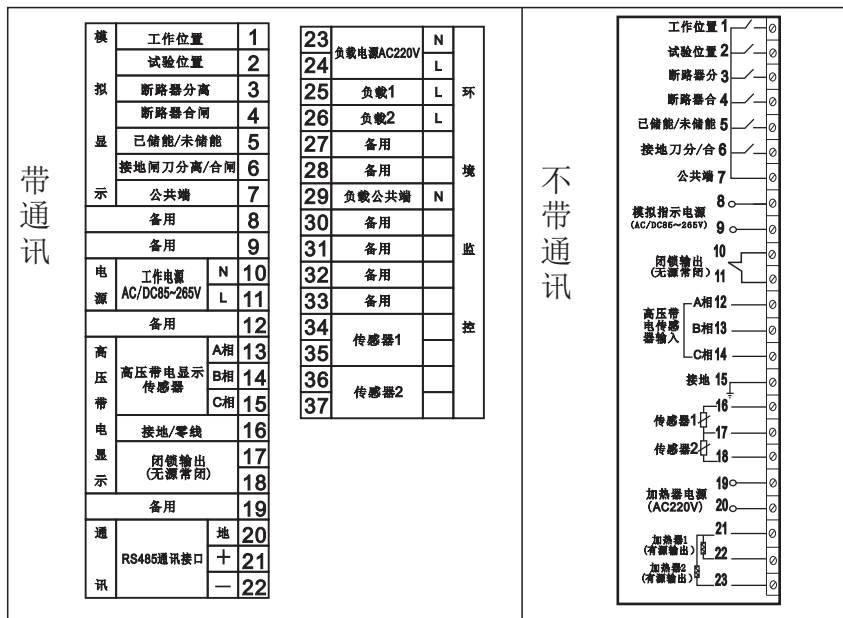 带通讯
模拟显示
工作位置 1
试验位置 2
断路器分离 3
断路器合闸 4
已储能/未储能 5
接地闸刀分离/合闸 6
公共端 7
备用 8
备用 9
电源
工作电源
AC/DC85~265V
N 10
L 11
备用 12
高压带电显示
高压带电显示
传感器
A相 13
B相 14
C相 15
接地/零线 16
闭锁输出
(无源常闭)
17
18
备用 19
通讯
RS485通讯接口
地 20
+ 21
— 22
环境监控
23 负载电源AC220V N
24 L
25 负载1 L
26 负载2 L
27 备用
28 备用
29 负载公共端 N
30 备用
31 备用
32 备用
33 备用
34 传感器1
35
36 传感器2
37
不带通讯
工作位置 1
试验位置 2
断路器分 3
断路器合 4
已储能/未储能 5
接地刀分/合 6
公共端 7
8
模拟指示电源
(AC/DC85~265V)
9
10
闭锁输出
(无源常闭)
11
高压带
电传感
器输入
A相 12
B相 13
C相 14
接地 15
16
传感器1
17
传感器2
18
19
加热器电源
(AC220V)
20
21
加热器1
(有源输出)
22
加热器2
(有源输出)
23